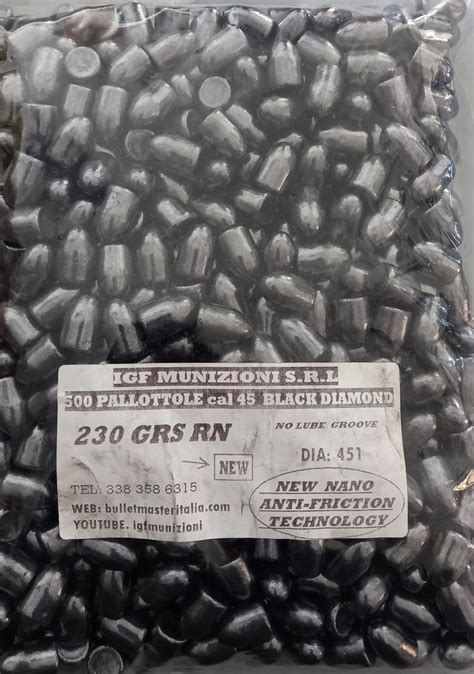 IGF MUNIZIONI S.R.L
500 PALLOTTOLE cal 45 BLACK DIAMOND
230 GRS RN
NO LUBE GROOVE
NEW
DIA: 451
TEL: 338 358 6315
WEB: bulletmasteritalia.com
YOUTUBE: igfmunizioni
NEW NANO
ANTI-FRICTION
TECHNOLOGY